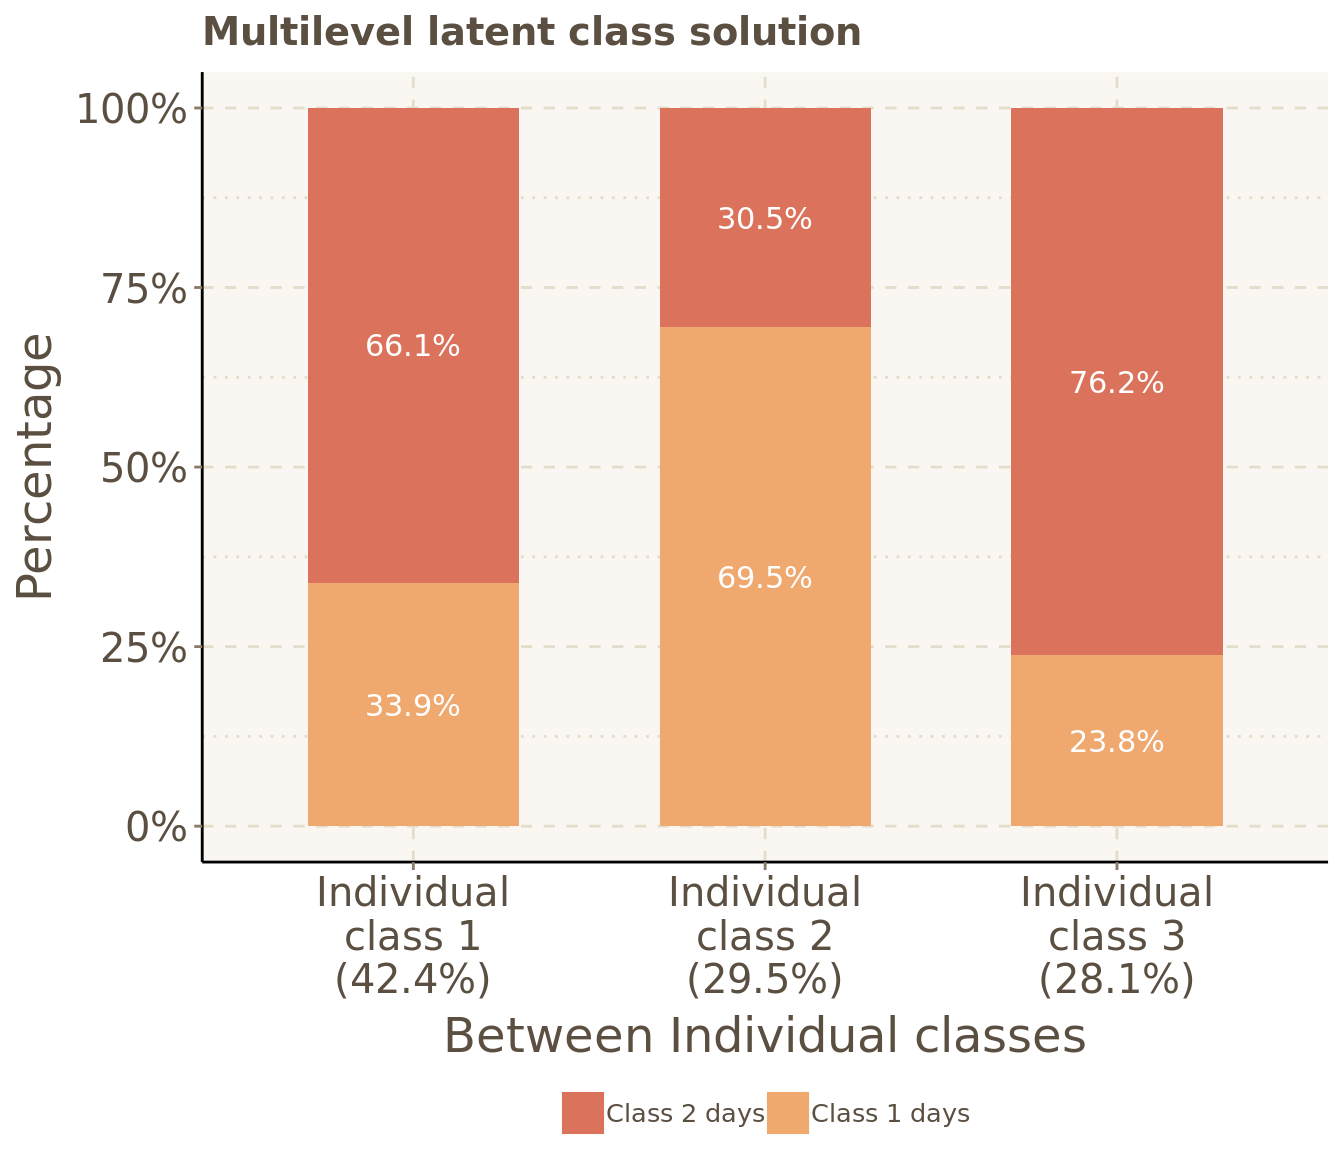 Multilevel latent class solution
Percentage
100%
75%
50%
25%
0%
66.1%
33.9%
30.5%
69.5%
76.2%
23.8%
Individual
class 1
(42.4%)
Individual
class 2
(29.5%)
Individual
class 3
(28.1%)
Between Individual classes
Class 2 days
Class 1 days